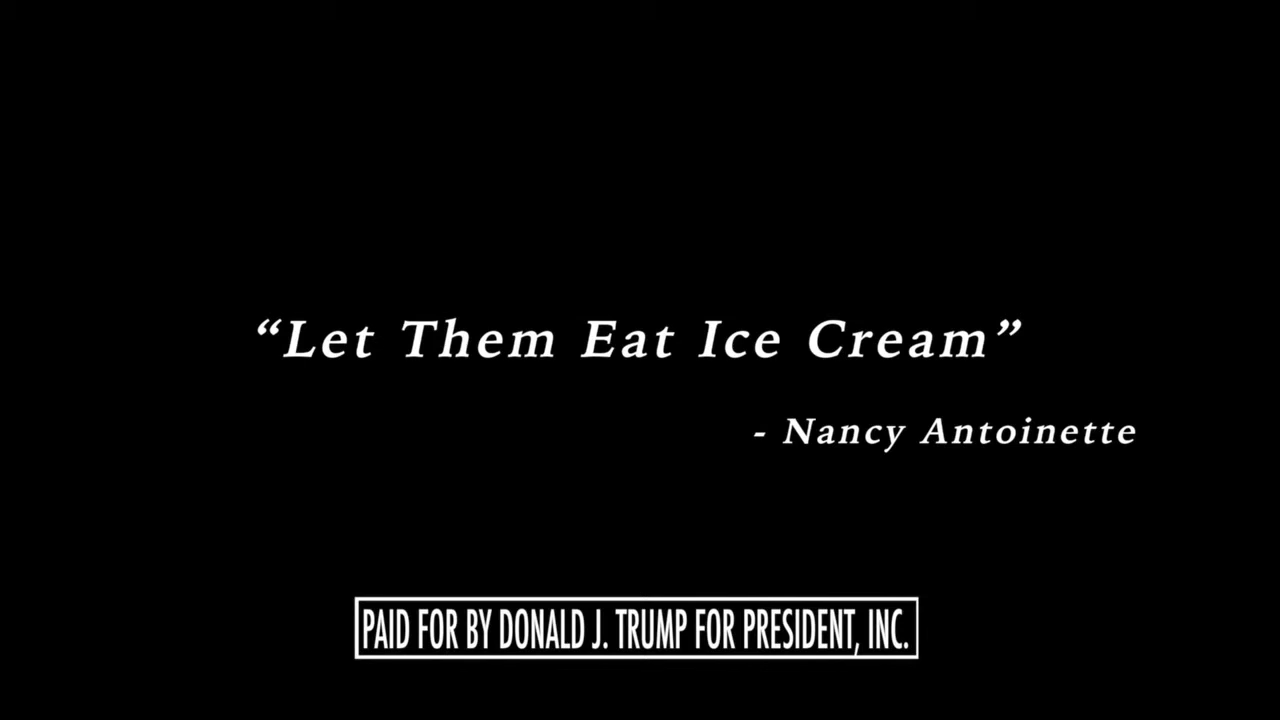 “Let Them Eat Ice Cream”
- Nancy Antoinette
PAID FOR BY DONALD J. TRUMP FOR PRESIDENT, INC.